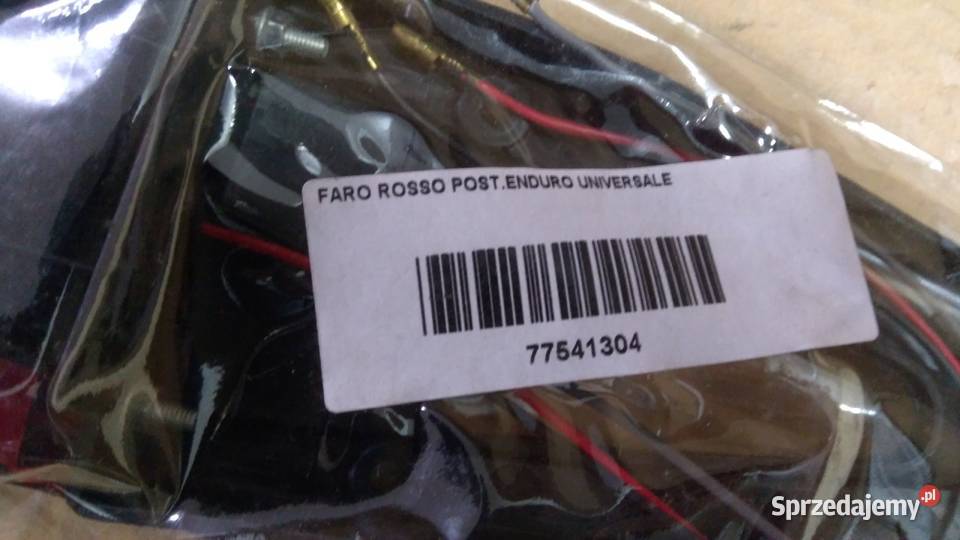 FARO ROSSO POST.ENDURO UNIVERSALE
77541304
Sprzedajemy.pl